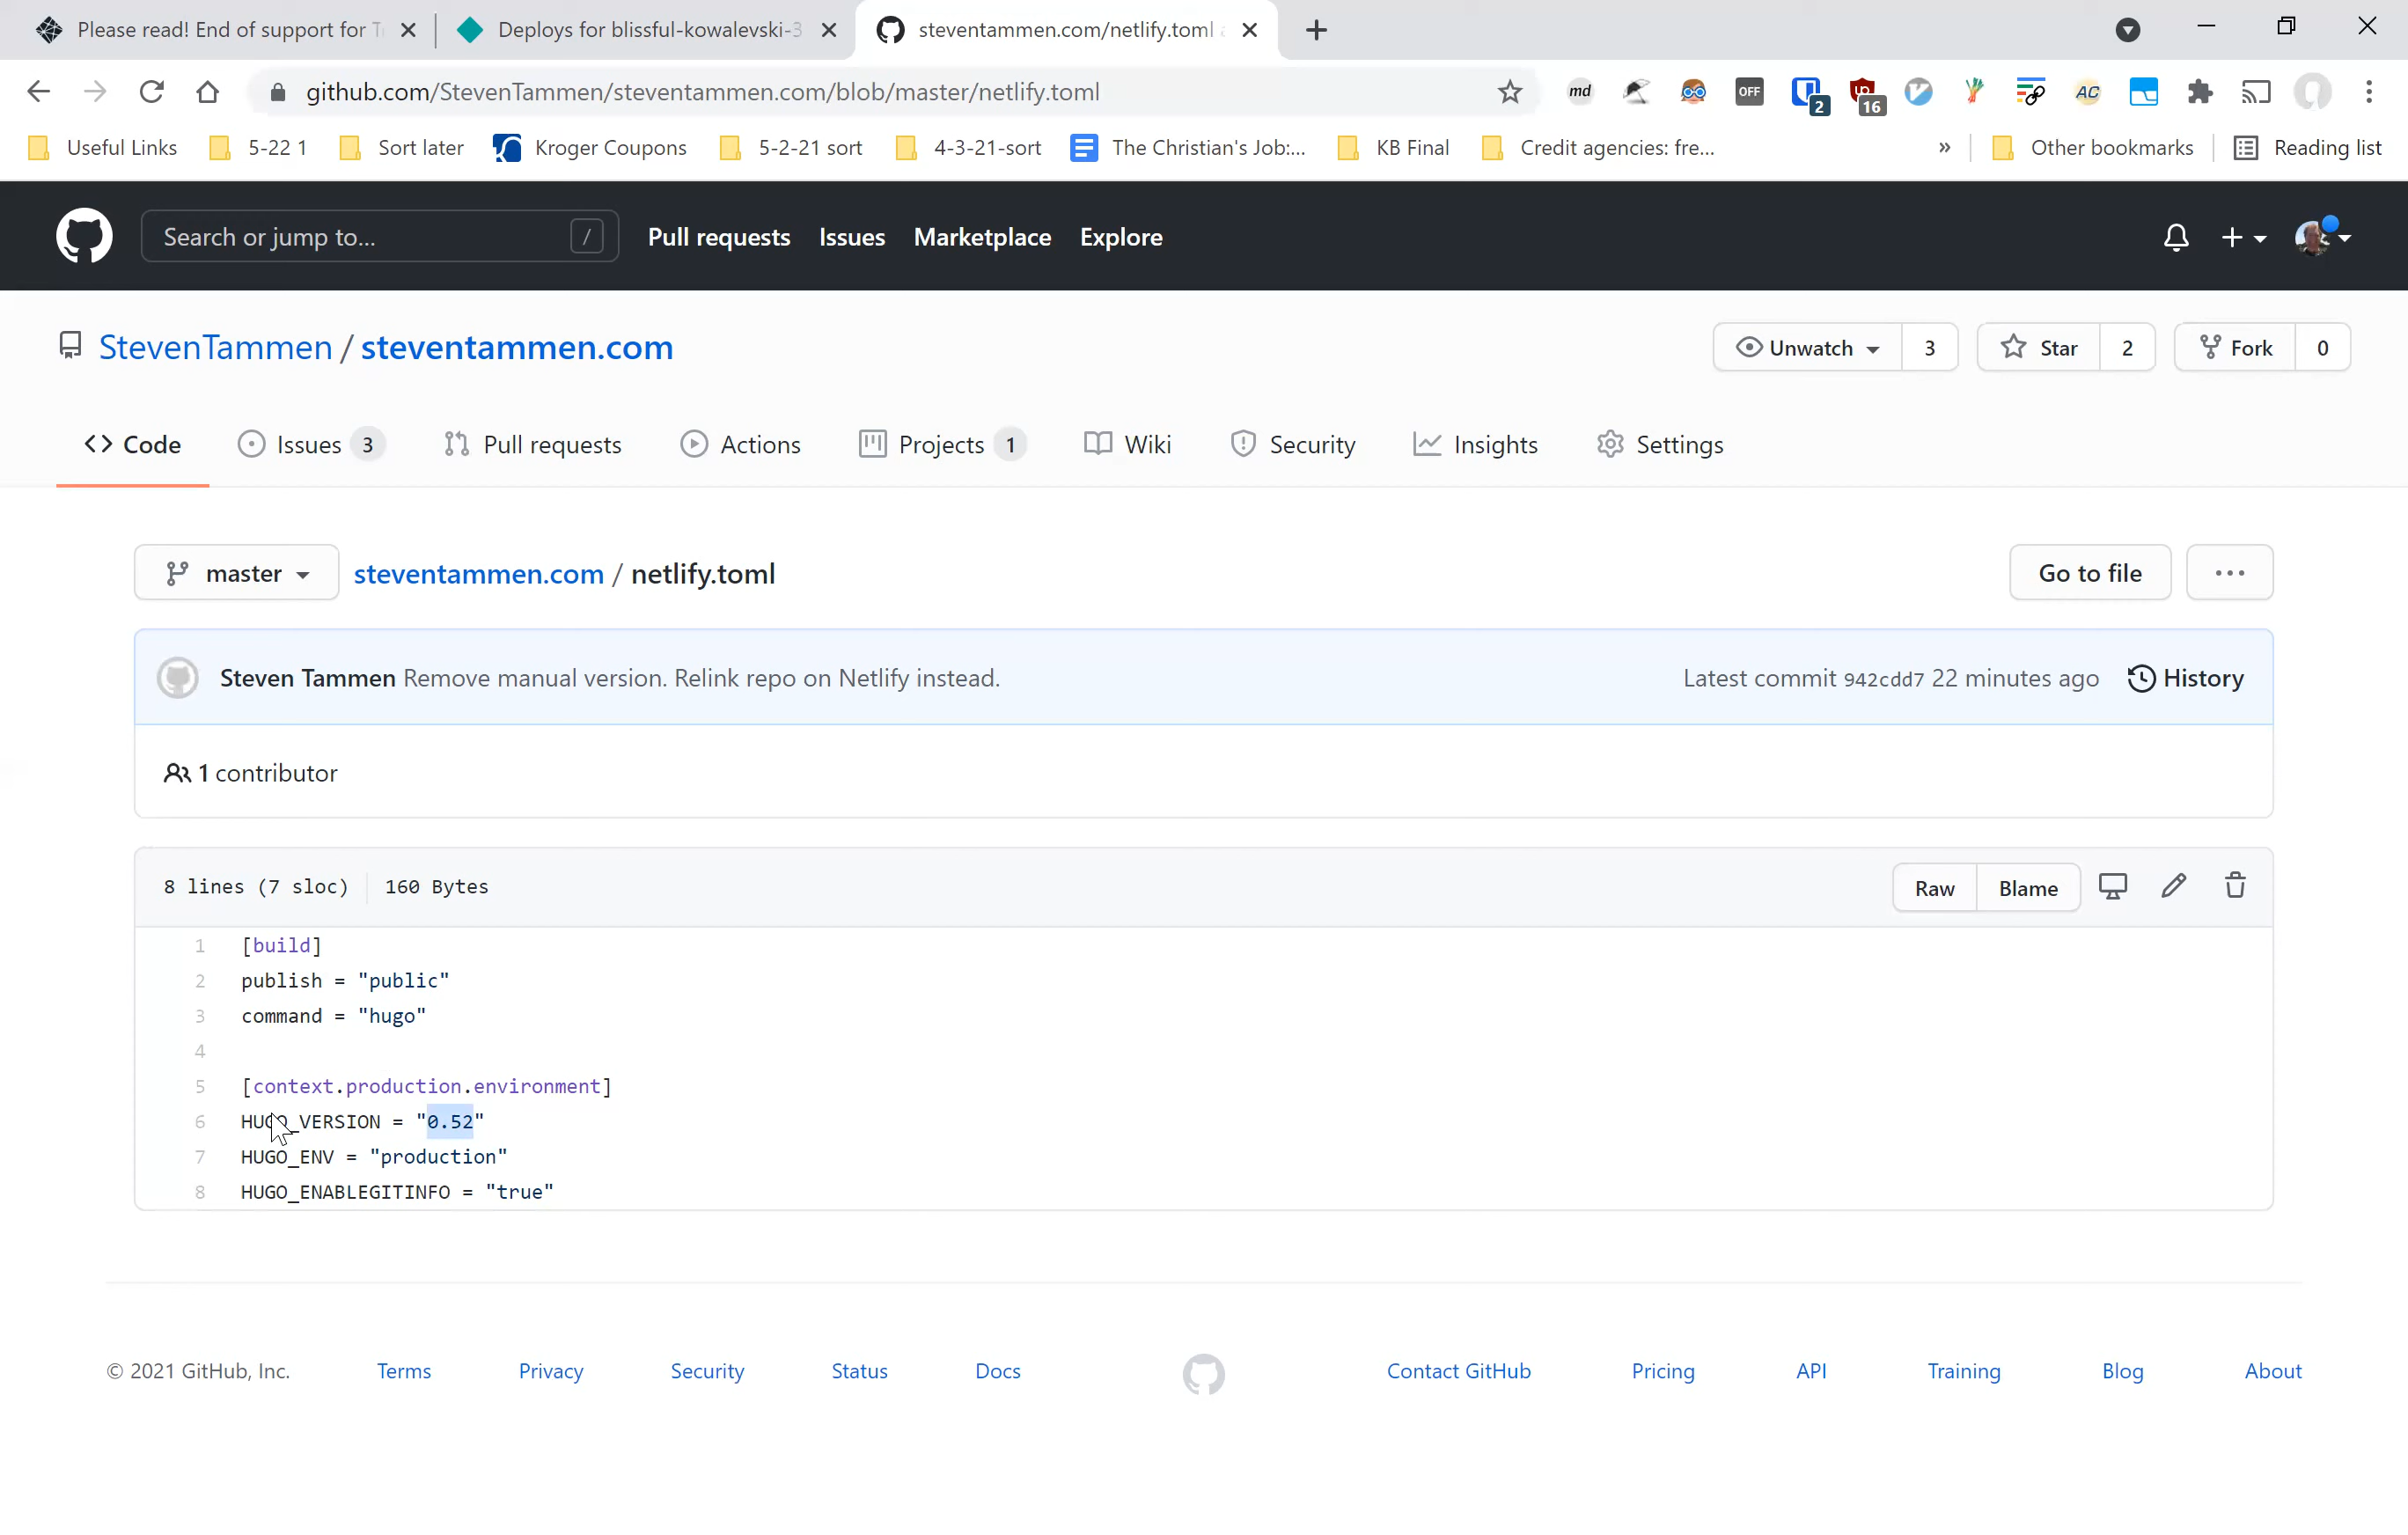 Please read! End of support for T
Deploys for blissful-kowalevski-3
steventammen.com/netlify.toml
github.com/StevenTammen/steventammen.com/blob/master/netlify.toml
md
OFF
2
16
AC
Useful Links
5-22 1
Sort later
Kroger Coupons
5-2-21 sort
4-3-21-sort
The Christian's Job:...
KB Final
Credit agencies: fre...
»
Other bookmarks
Reading list
Search or jump to...
/
Pull requests
Issues
Marketplace
Explore
StevenTammen / steventammen.com
Unwatch 3
Star 2
Fork 0
Code
Issues 3
Pull requests
Actions
Projects 1
Wiki
Security
Insights
Settings
master
steventammen.com / netlify.toml
Go to file
...
Steven Tammen Remove manual version. Relink repo on Netlify instead.
Latest commit 942cdd7 22 minutes ago
History
1 contributor
8 lines (7 sloc)
160 Bytes
Raw
Blame
1 [build]
2 publish = "public"
3 command = "hugo"
4
5 [context.production.environment]
6 HUGO_VERSION = "0.52"
7 HUGO_ENV = "production"
8 HUGO_ENABLEGITINFO = "true"
© 2021 GitHub, Inc.
Terms
Privacy
Security
Status
Docs
Contact GitHub
Pricing
API
Training
Blog
About